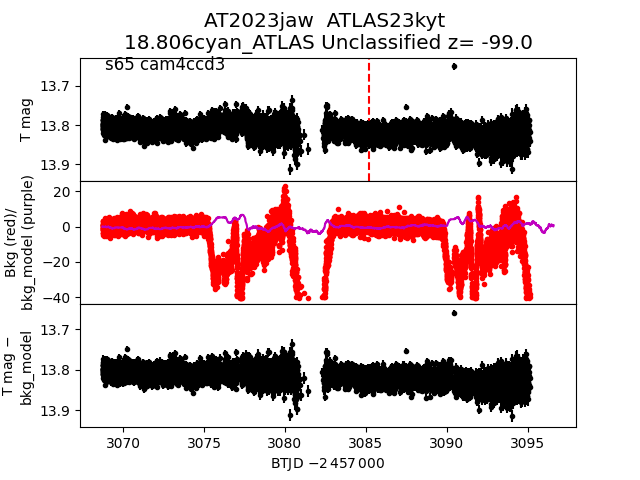 AT2023jaw  ATLAS23kyt
18.806cyan_ATLAS Unclassified z= -99.0
s65 cam4ccd3
T mag
13.7
13.8
13.9
Bkg (red)/
bkg_model (purple)
20
0
−20
−40
T mag −
bkg_model
13.7
13.8
13.9
3070 3075 3080 3085 3090 3095
BTJD −2 457 000